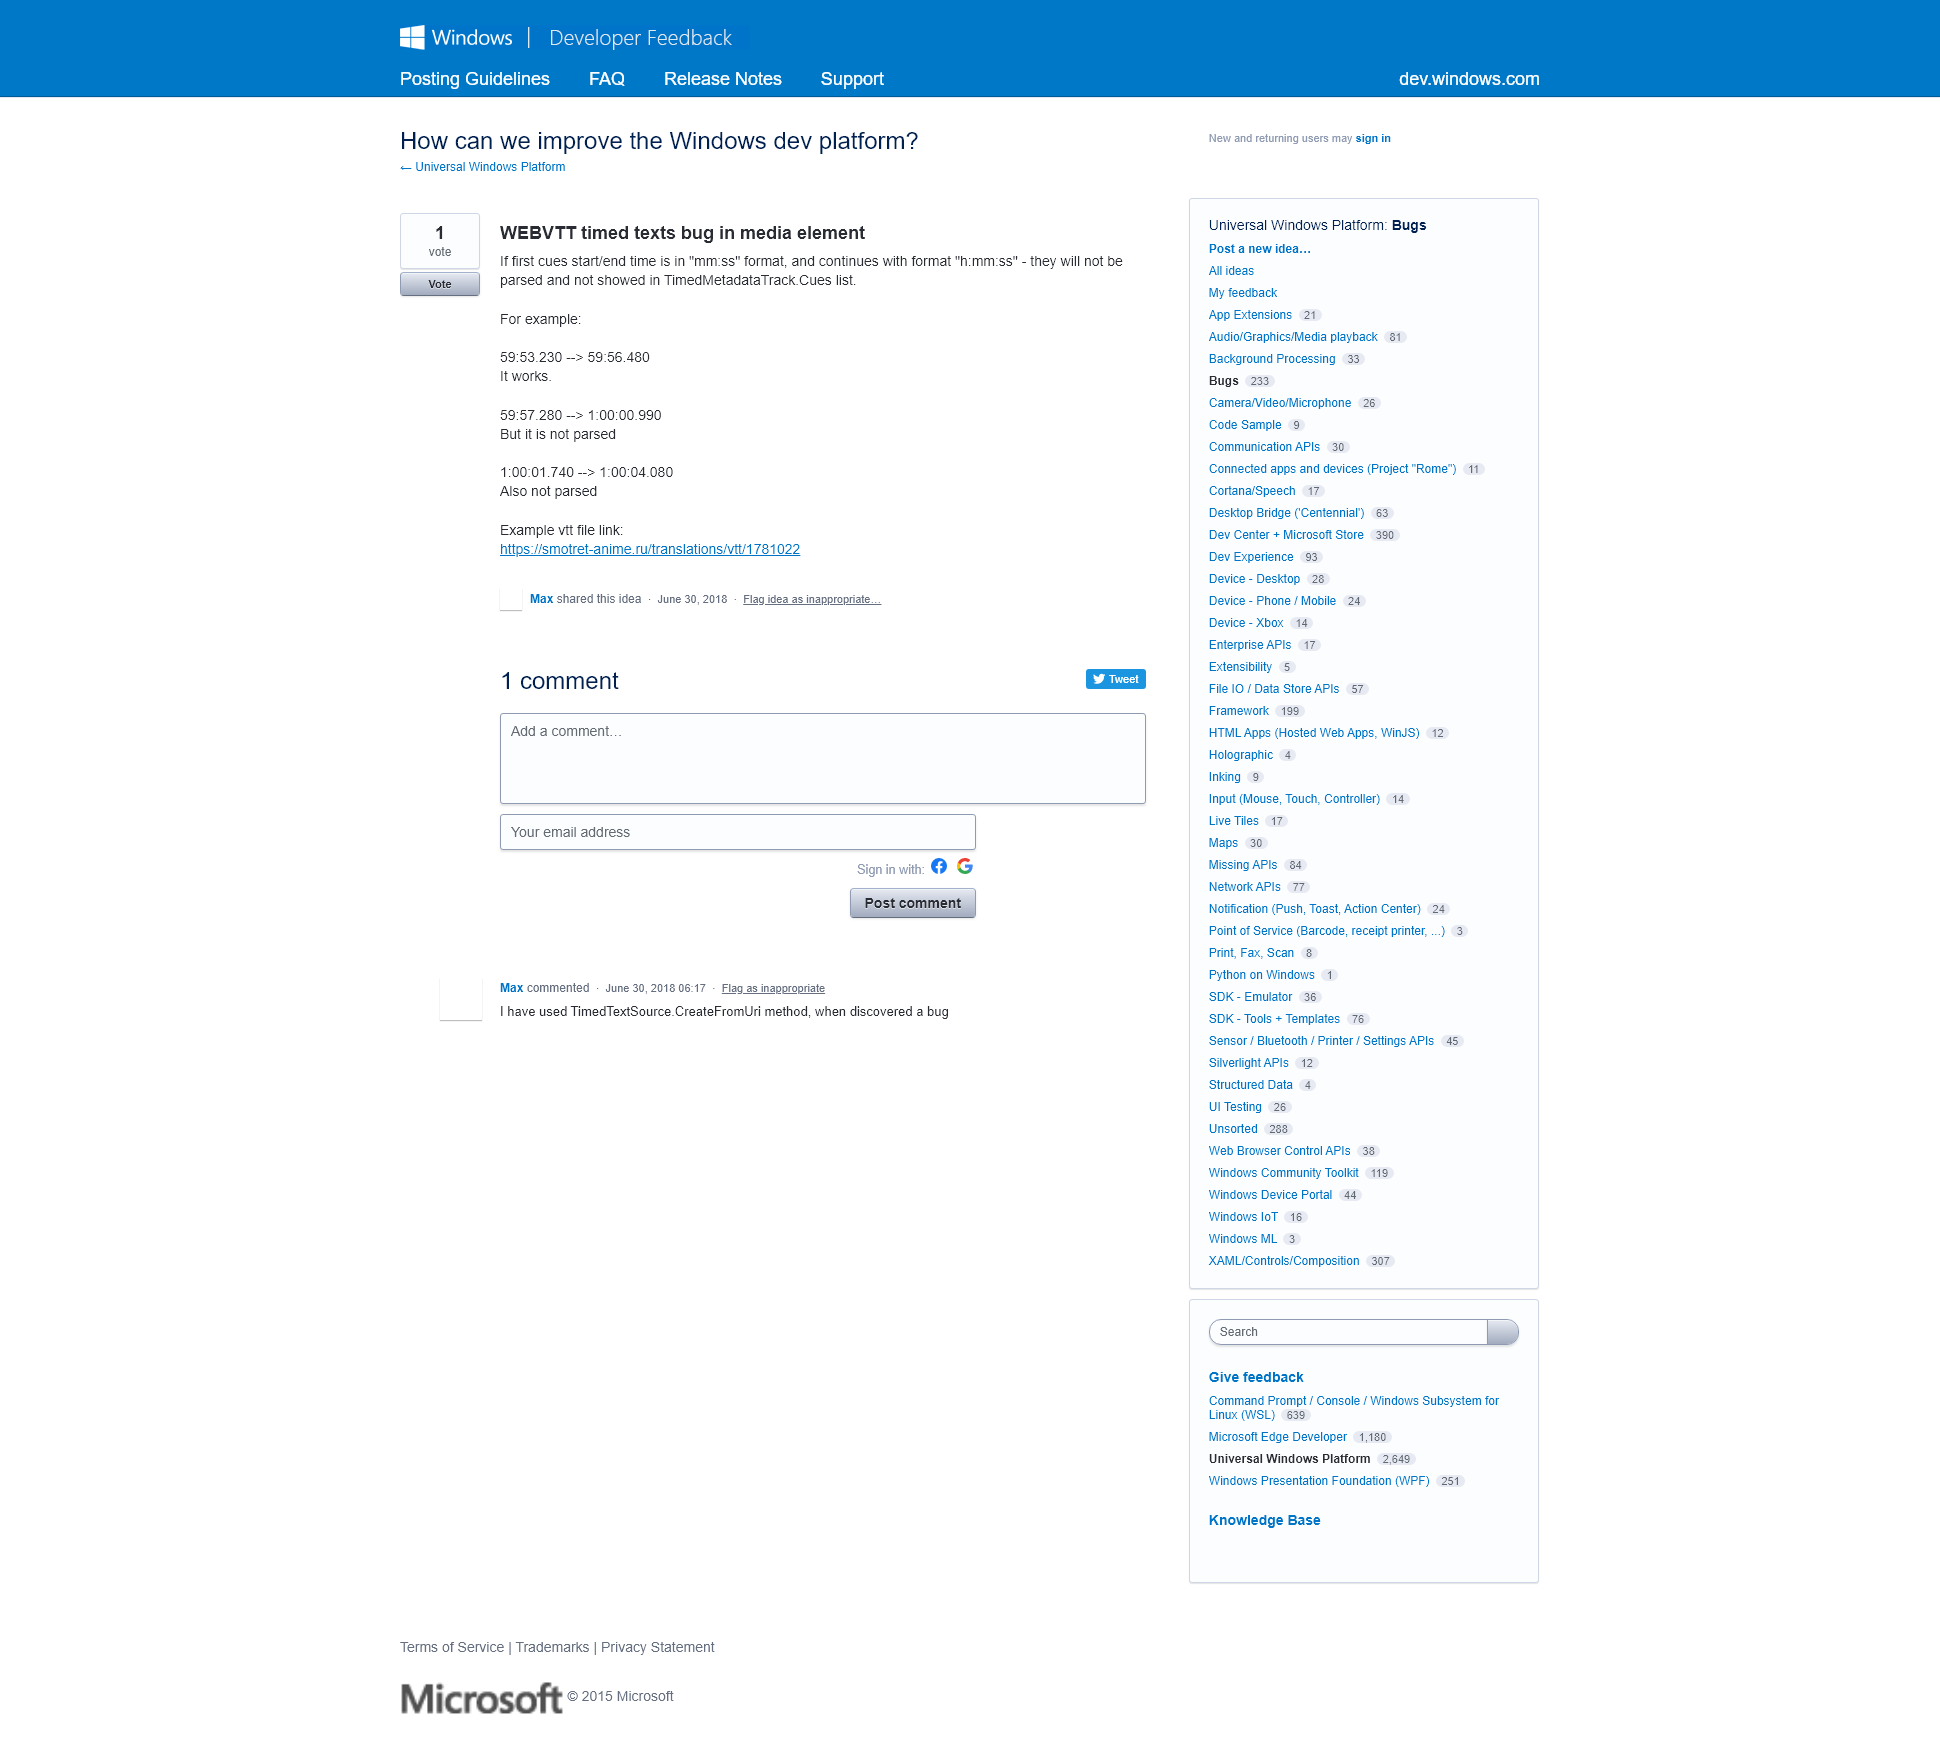 Windows | Developer Feedback
Posting Guidelines FAQ Release Notes Support dev.windows.com
How can we improve the Windows dev platform?
← Universal Windows Platform
New and returning users may sign in
1
vote
Vote
WEBVTT timed texts bug in media element
If first cues start/end time is in "mm:ss" format, and continues with format "h:mm:ss" - they will not be
parsed and not showed in TimedMetadataTrack.Cues list.
For example:
59:53.230 --> 59:56.480
It works.
59:57.280 --> 1:00:00.990
But it is not parsed
1:00:01.740 --> 1:00:04.080
Also not parsed
Example vtt file link:
https://smotret-anime.ru/translations/vtt/1781022
Max shared this idea · June 30, 2018 · Flag idea as inappropriate…
1 comment
Tweet
Add a comment…
Your email address
Sign in with:
Post comment
Max commented · June 30, 2018 06:17 · Flag as inappropriate
I have used TimedTextSource.CreateFromUri method, when discovered a bug
Universal Windows Platform: Bugs
Post a new idea…
All ideas
My feedback
App Extensions 21
Audio/Graphics/Media playback 81
Background Processing 33
Bugs 233
Camera/Video/Microphone 26
Code Sample 9
Communication APIs 30
Connected apps and devices (Project "Rome") 11
Cortana/Speech 17
Desktop Bridge ('Centennial') 63
Dev Center + Microsoft Store 390
Dev Experience 93
Device - Desktop 28
Device - Phone / Mobile 24
Device - Xbox 14
Enterprise APIs 17
Extensibility 5
File IO / Data Store APIs 57
Framework 199
HTML Apps (Hosted Web Apps, WinJS) 12
Holographic 4
Inking 9
Input (Mouse, Touch, Controller) 14
Live Tiles 17
Maps 30
Missing APIs 84
Network APIs 77
Notification (Push, Toast, Action Center) 24
Point of Service (Barcode, receipt printer, ...) 3
Print, Fax, Scan 8
Python on Windows 1
SDK - Emulator 36
SDK - Tools + Templates 76
Sensor / Bluetooth / Printer / Settings APIs 45
Silverlight APIs 12
Structured Data 4
UI Testing 26
Unsorted 288
Web Browser Control APIs 38
Windows Community Toolkit 119
Windows Device Portal 44
Windows IoT 16
Windows ML 3
XAML/Controls/Composition 307
Search
Give feedback
Command Prompt / Console / Windows Subsystem for
Linux (WSL) 639
Microsoft Edge Developer 1,180
Universal Windows Platform 2,649
Windows Presentation Foundation (WPF) 251
Knowledge Base
Terms of Service | Trademarks | Privacy Statement
Microsoft © 2015 Microsoft